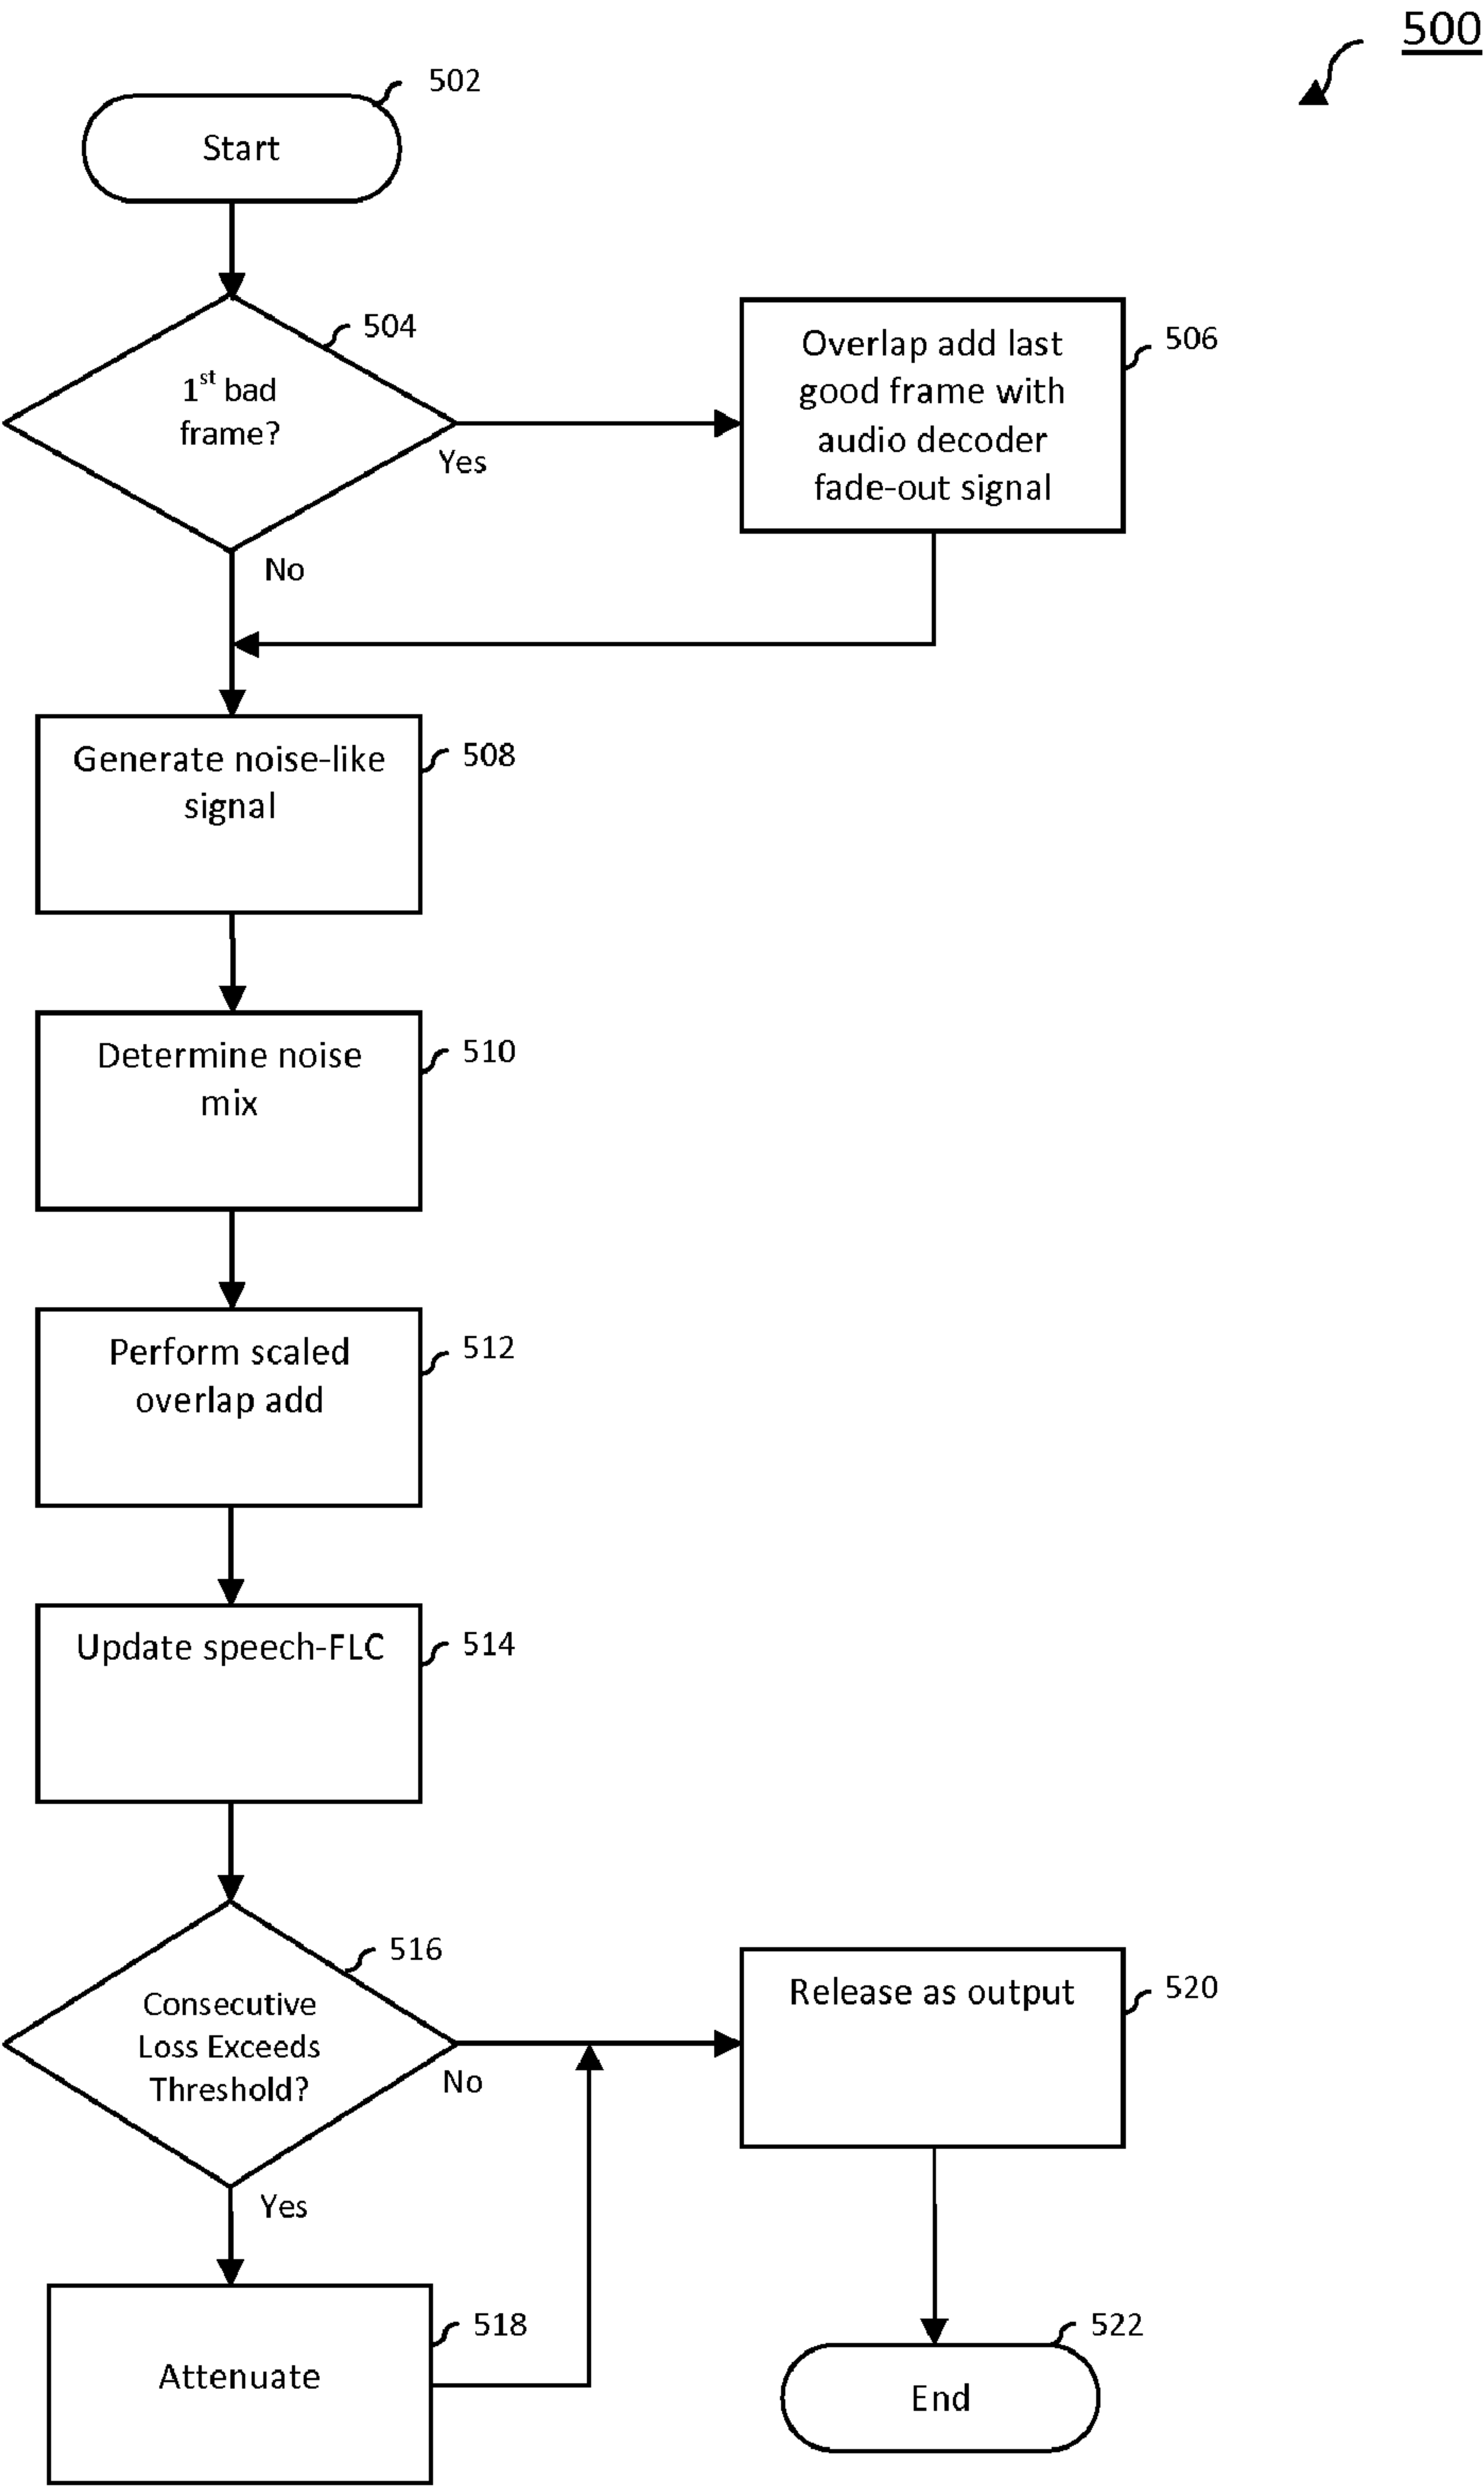 500
502
Start
504
1st bad
frame?
Yes
No
Overlap add last
good frame with
audio decoder
fade-out signal
506
Generate noise-like
signal
508
Determine noise
mix
510
Perform scaled
overlap add
512
Update speech-FLC
514
516
Consecutive
Loss Exceeds
Threshold?
No
Yes
Release as output
520
Attenuate
518
522
End